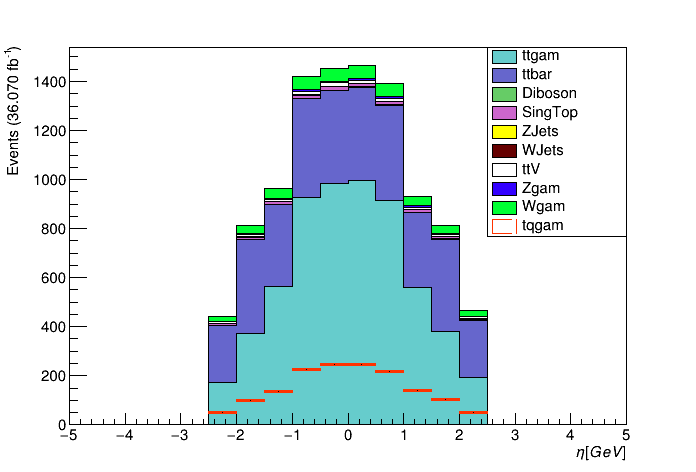 Events (36.070 fb⁻¹)
1400
1200
1000
800
600
400
200
0
−5 −4 −3 −2 −1 0 1 2 3 4 5
η[GeV]
ttgam
ttbar
Diboson
SingTop
ZJets
WJets
ttV
Zgam
Wgam
tqgam